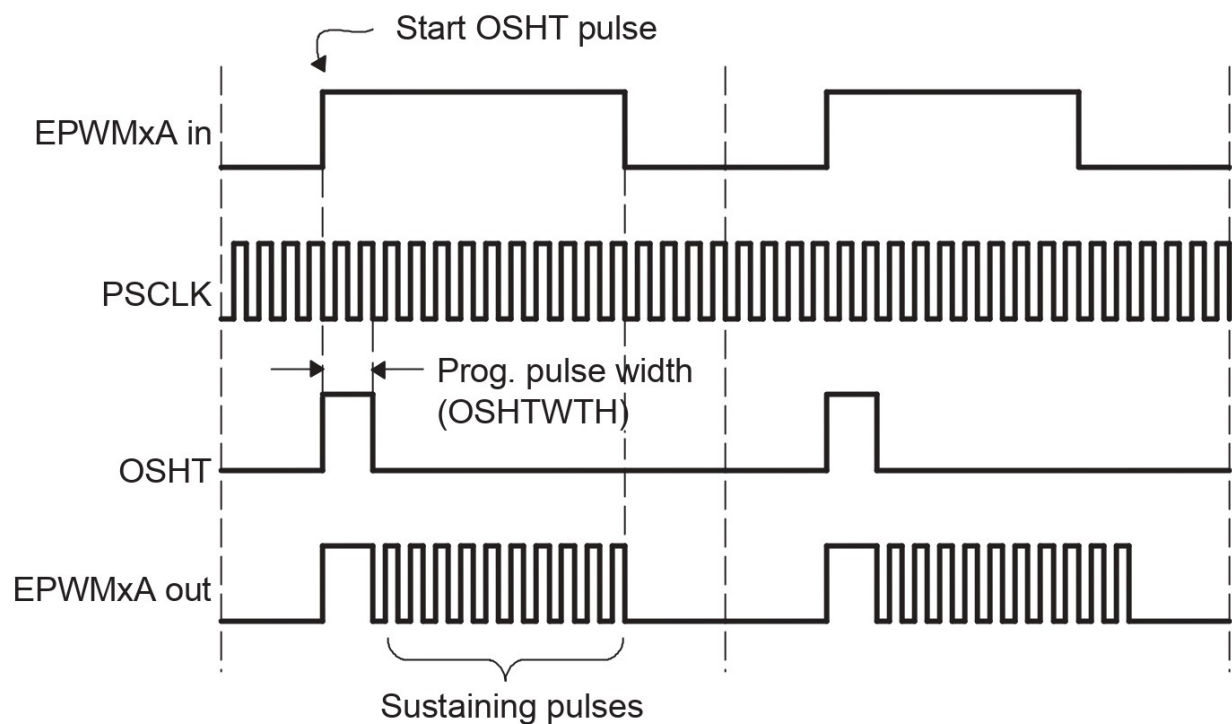 Start OSHT pulse
EPWMxA in
PSCLK
Prog. pulse width
(OSHTWTH)
OSHT
EPWMxA out
Sustaining pulses